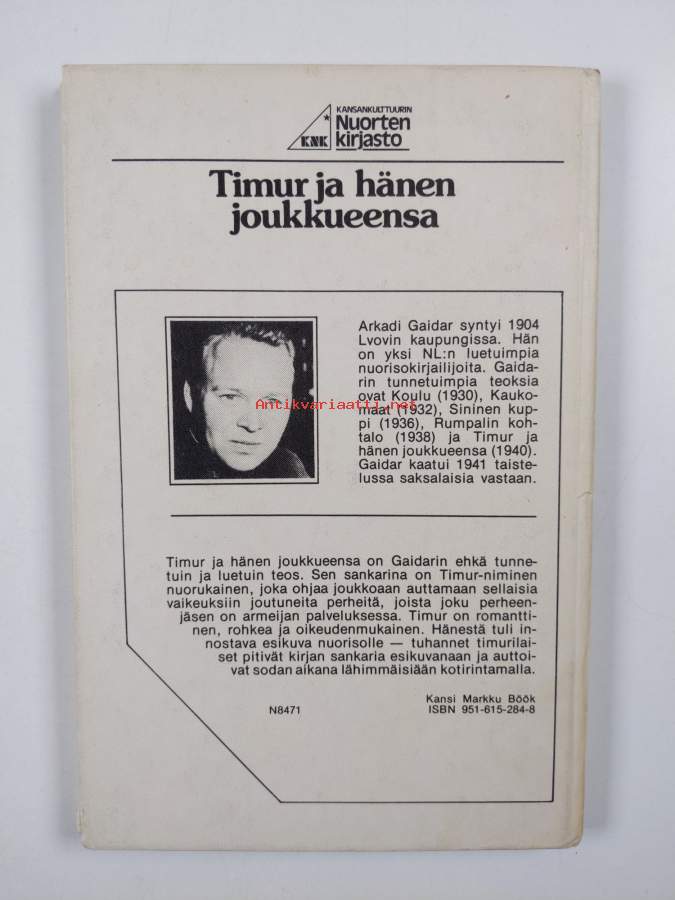 KANSANKULTTUURIN
KNK
Nuorten
kirjasto
Timur ja hänen
joukkueensa
Arkadi Gaidar syntyi 1904
Lvovin kaupungissa. Hän
on yksi NL:n luetuimpia
nuorisokirjailijoita. Gaida-
rin tunnetuimpia teoksia
ovat Koulu (1930), Kauko-
maat (1932), Sininen kup-
pi (1936), Rumpalin koh-
talo (1938) ja Timur ja
hänen joukkueensa (1940).
Gaidar kaatui 1941 taiste-
lussa saksalaisia vastaan.
Antikvariaatti.net
Timur ja hänen joukkueensa on Gaidarin ehkä tunne-
tuin ja luetuin teos. Sen sankarina on Timur-niminen
nuorukainen, joka ohjaa joukkoaan auttamaan sellaisia
vaikeuksiin joutuneita perheitä, joista joku perheen-
jäsen on armeijan palveluksessa. Timur on romantti-
nen, rohkea ja oikeudenmukainen. Hänestä tuli in-
nostava esikuva nuorisolle — tuhannet timurilai-
set pitivät kirjan sankaria esikuvanaan ja auttoi-
vat sodan aikana lähimmäisiään kotirintamalla.
Kansi Markku Böök
N8471
ISBN 951-615-284-8